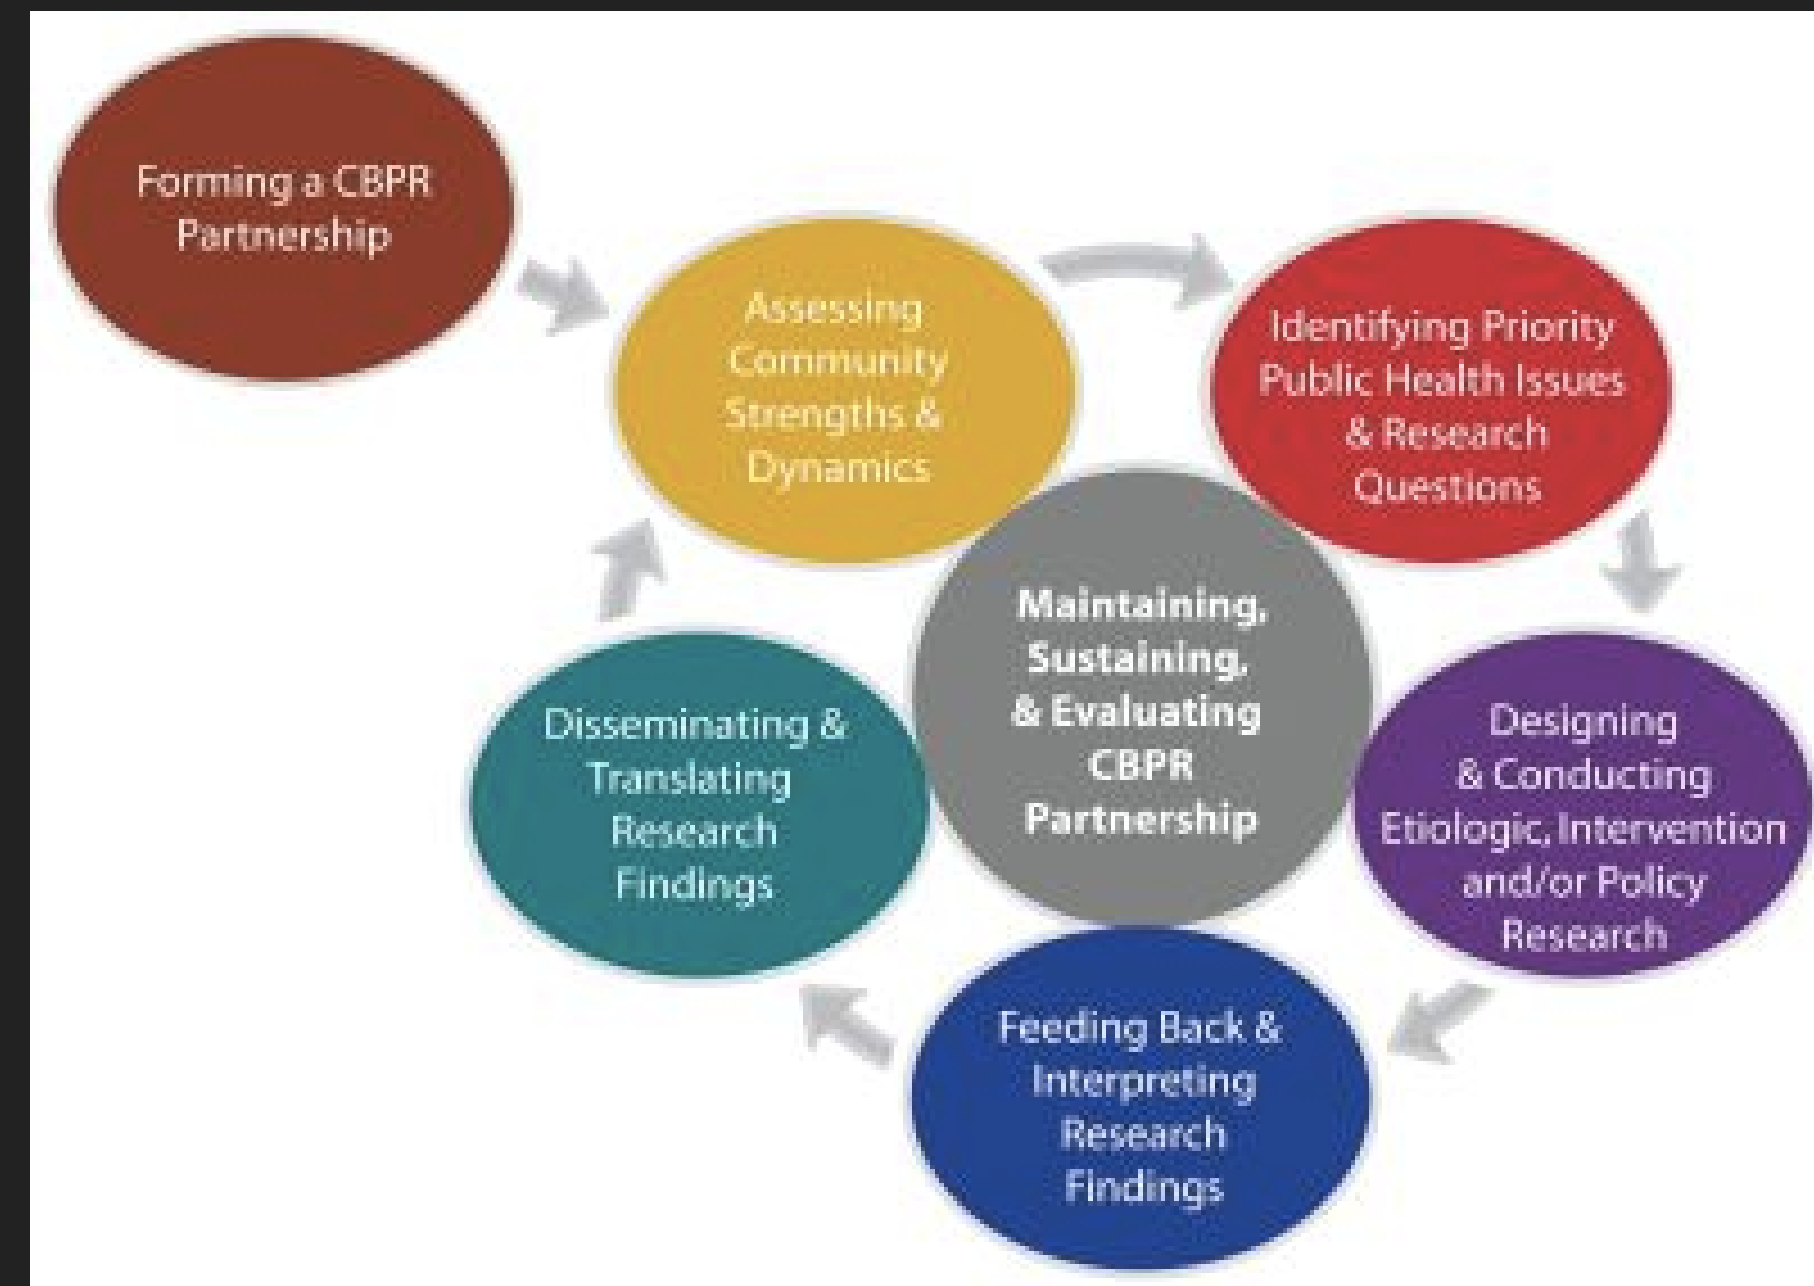 Forming a CBPR
Partnership
Assessing
Community
Strengths &
Dynamics
Identifying Priority
Public Health Issues
& Research
Questions
Designing
& Conducting
Etiologic, Intervention
and/or Policy
Research
Feeding Back &
Interpreting
Research
Findings
Disseminating &
Translating
Research
Findings
Maintaining,
Sustaining,
& Evaluating
CBPR
Partnership